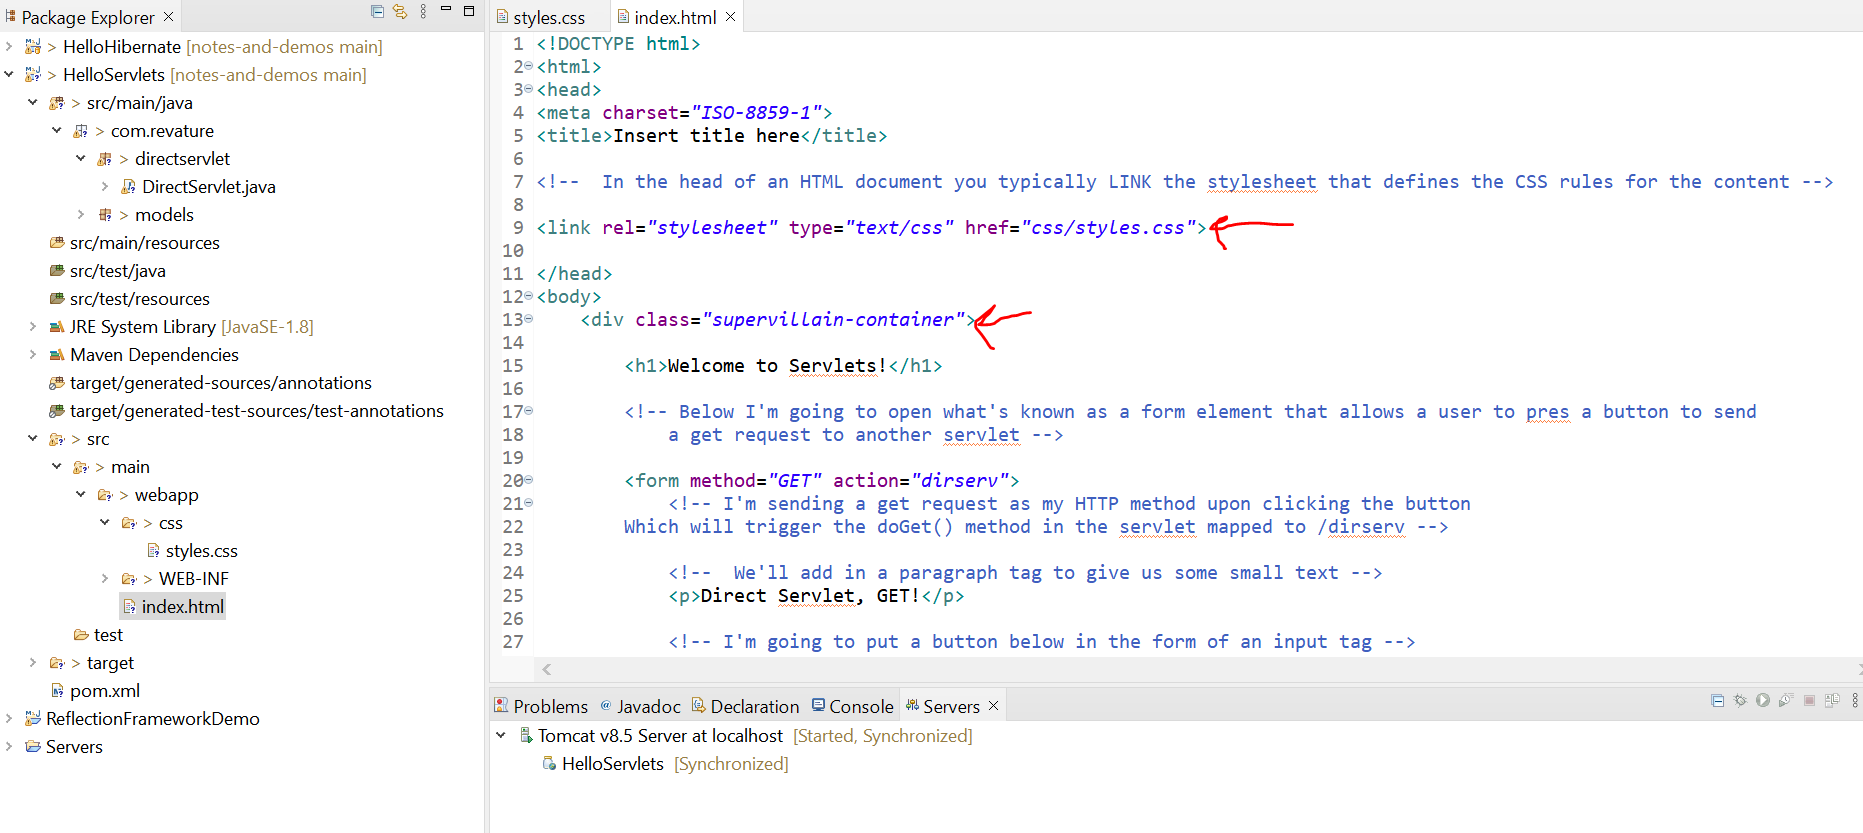 Package Explorer
> HelloHibernate [notes-and-demos main]
> HelloServlets [notes-and-demos main]
> src/main/java
> com.revature
> directservlet
DirectServlet.java
> models
src/main/resources
src/test/java
src/test/resources
JRE System Library [JavaSE-1.8]
Maven Dependencies
target/generated-sources/annotations
target/generated-test-sources/test-annotations
> src
> main
> webapp
> css
styles.css
> WEB-INF
index.html
test
> target
pom.xml
ReflectionFrameworkDemo
Servers
styles.css index.html
1 <!DOCTYPE html>
2 <html>
3 <head>
4 <meta charset="ISO-8859-1">
5 <title>Insert title here</title>
6
7 <!--  In the head of an HTML document you typically LINK the stylesheet that defines the CSS rules for the content -->
8
9 <link rel="stylesheet" type="text/css" href="css/styles.css">
10
11 </head>
12 <body>
13 <div class="supervillain-container">
14
15 <h1>Welcome to Servlets!</h1>
16
17 <!-- Below I'm going to open what's known as a form element that allows a user to pres a button to send
18 a get request to another servlet -->
19
20 <form method="GET" action="dirserv">
21 <!-- I'm sending a get request as my HTTP method upon clicking the button
22 Which will trigger the doGet() method in the servlet mapped to /dirserv -->
23
24 <!--  We'll add in a paragraph tag to give us some small text -->
25 <p>Direct Servlet, GET!</p>
26
27 <!-- I'm going to put a button below in the form of an input tag -->
Problems @ Javadoc Declaration Console Servers
Tomcat v8.5 Server at localhost [Started, Synchronized]
HelloServlets [Synchronized]